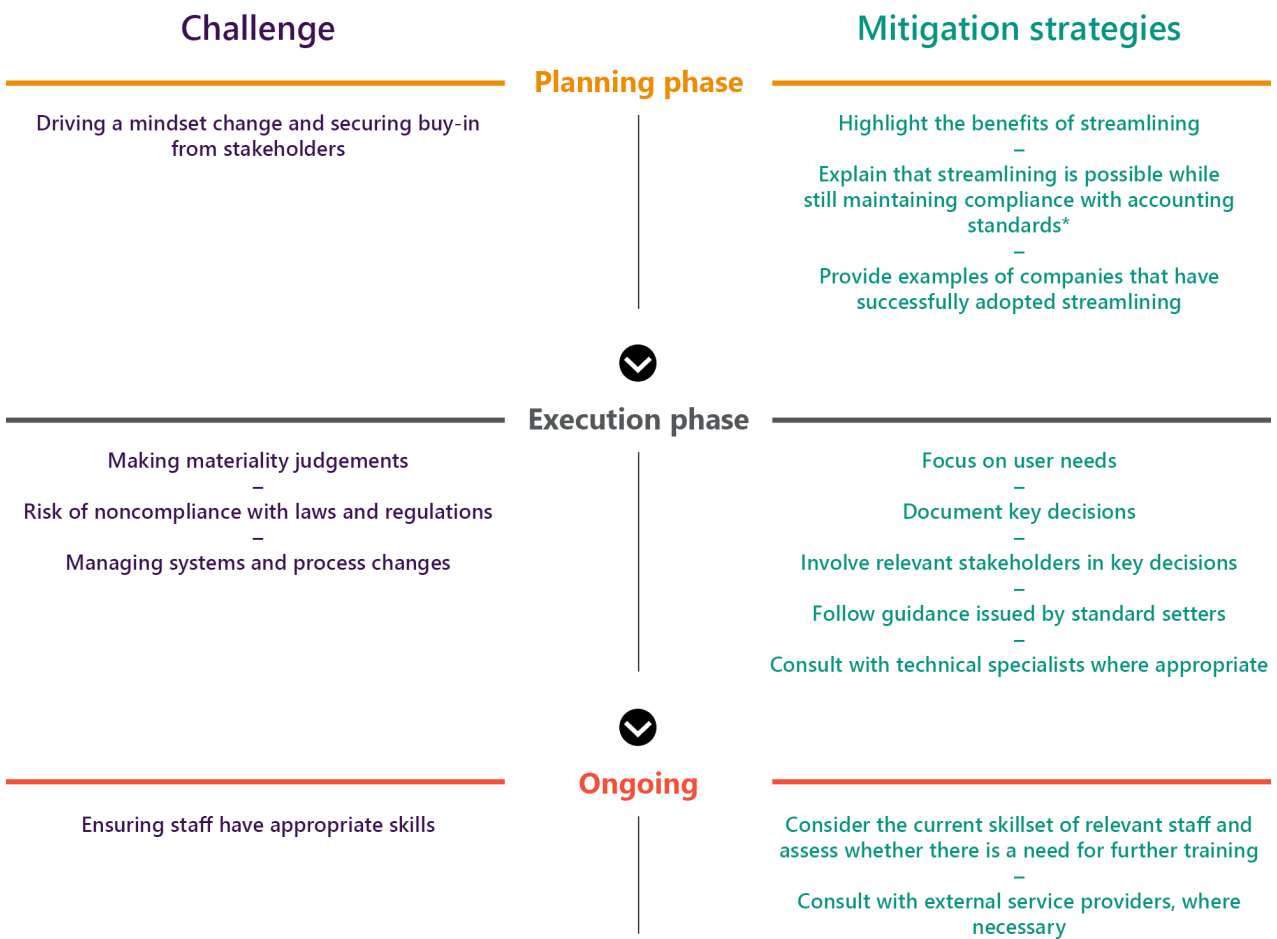 Challenge
Mitigation strategies
Planning phase
Driving a mindset change and securing buy-in
from stakeholders
Highlight the benefits of streamlining
–
Explain that streamlining is possible while
still maintaining compliance with accounting
standards*
–
Provide examples of companies that have
successfully adopted streamlining
Execution phase
Making materiality judgements
–
Risk of noncompliance with laws and regulations
–
Managing systems and process changes
Focus on user needs
–
Document key decisions
–
Involve relevant stakeholders in key decisions
–
Follow guidance issued by standard setters
–
Consult with technical specialists where appropriate
Ongoing
Ensuring staff have appropriate skills
Consider the current skillset of relevant staff and
assess whether there is a need for further training
–
Consult with external service providers, where
necessary